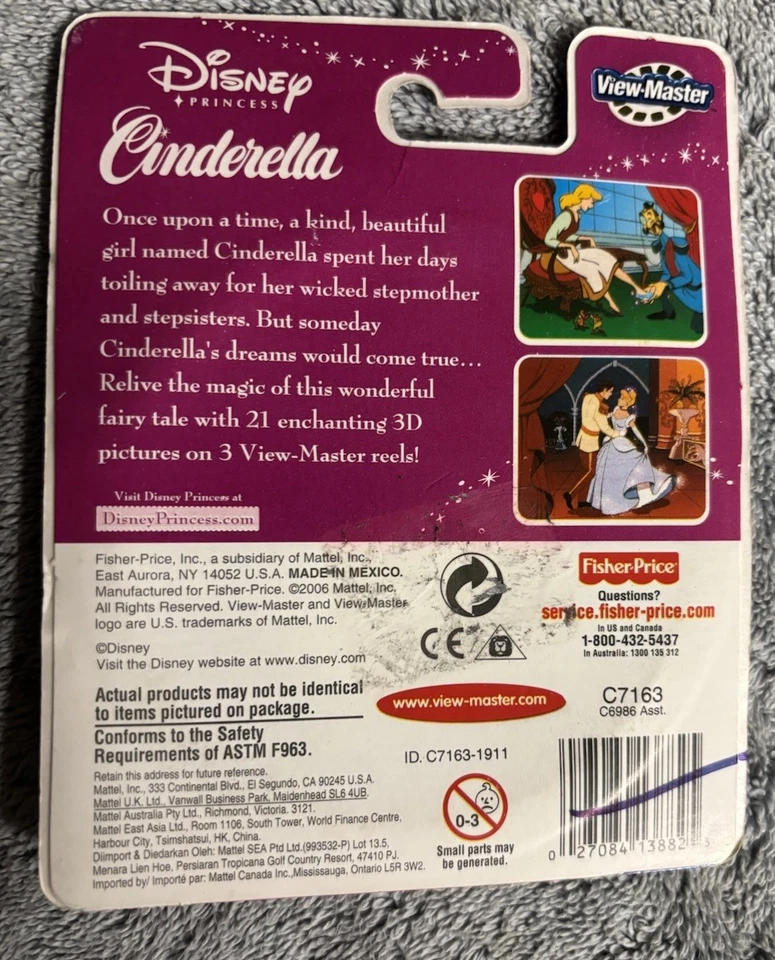 Disney
PRINCESS
View-Master
Cinderella
Once upon a time, a kind, beautiful
girl named Cinderella spent her days
toiling away for her wicked stepmother
and stepsisters. But someday
Cinderella's dreams would come true...
Relive the magic of this wonderful
fairy tale with 21 enchanting 3D
pictures on 3 View-Master reels!
Visit Disney Princess at
DisneyPrincess.com
Fisher-Price, Inc., a subsidiary of Mattel, Inc.,
East Aurora, NY 14052 U.S.A. MADE IN MEXICO.
Manufactured for Fisher-Price. ©2006 Mattel, Inc.
All Rights Reserved. View-Master and View-Master
logo are U.S. trademarks of Mattel, Inc.
©Disney
Visit the Disney website at www.disney.com
CE
Fisher-Price
Questions?
service.fisher-price.com
In US and Canada
1-800-432-5437
In Australia: 1300 135 312
Actual products may not be identical
to items pictured on package.
Conforms to the Safety
Requirements of ASTM F963.
www.view-master.com
C7163
C6986 Asst.
ID. C7163-1911
Retain this address for future reference.
Mattel, Inc., 333 Continental Blvd., El Segundo, CA 90245 U.S.A.
Mattel U.K. Ltd., Vanwall Business Park, Maidenhead SL6 4UB.
Mattel Australia Pty Ltd., Richmond, Victoria. 3121.
Mattel East Asia Ltd., Room 1106, South Tower, World Finance Centre,
Harbour City, Tsimshatsui, HK, China.
Diimport & Diedarkan Oleh: Mattel SEA Ptd Ltd.(993532-P) Lot 13.5,
Menara Lien Hoe, Persiaran Tropicana Golf Country Resort, 47410 PJ.
Imported by/ Importé par: Mattel Canada Inc.,Mississauga, Ontario L5R 3W2.
0-3
Small parts may
be generated.
0 27084 13882